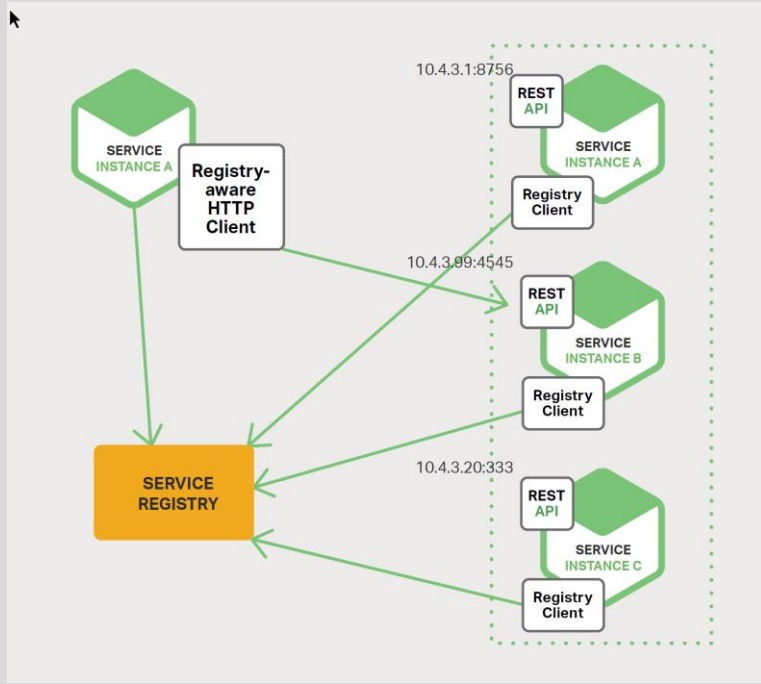 10.4.3.1:8756
REST
API
SERVICE
INSTANCE A
Registry-
aware
HTTP
Client
SERVICE
INSTANCE A
Registry
Client
10.4.3.99:4545
REST
API
SERVICE
INSTANCE B
Registry
Client
10.4.3.20:333
REST
API
SERVICE
INSTANCE C
Registry
Client
SERVICE
REGISTRY